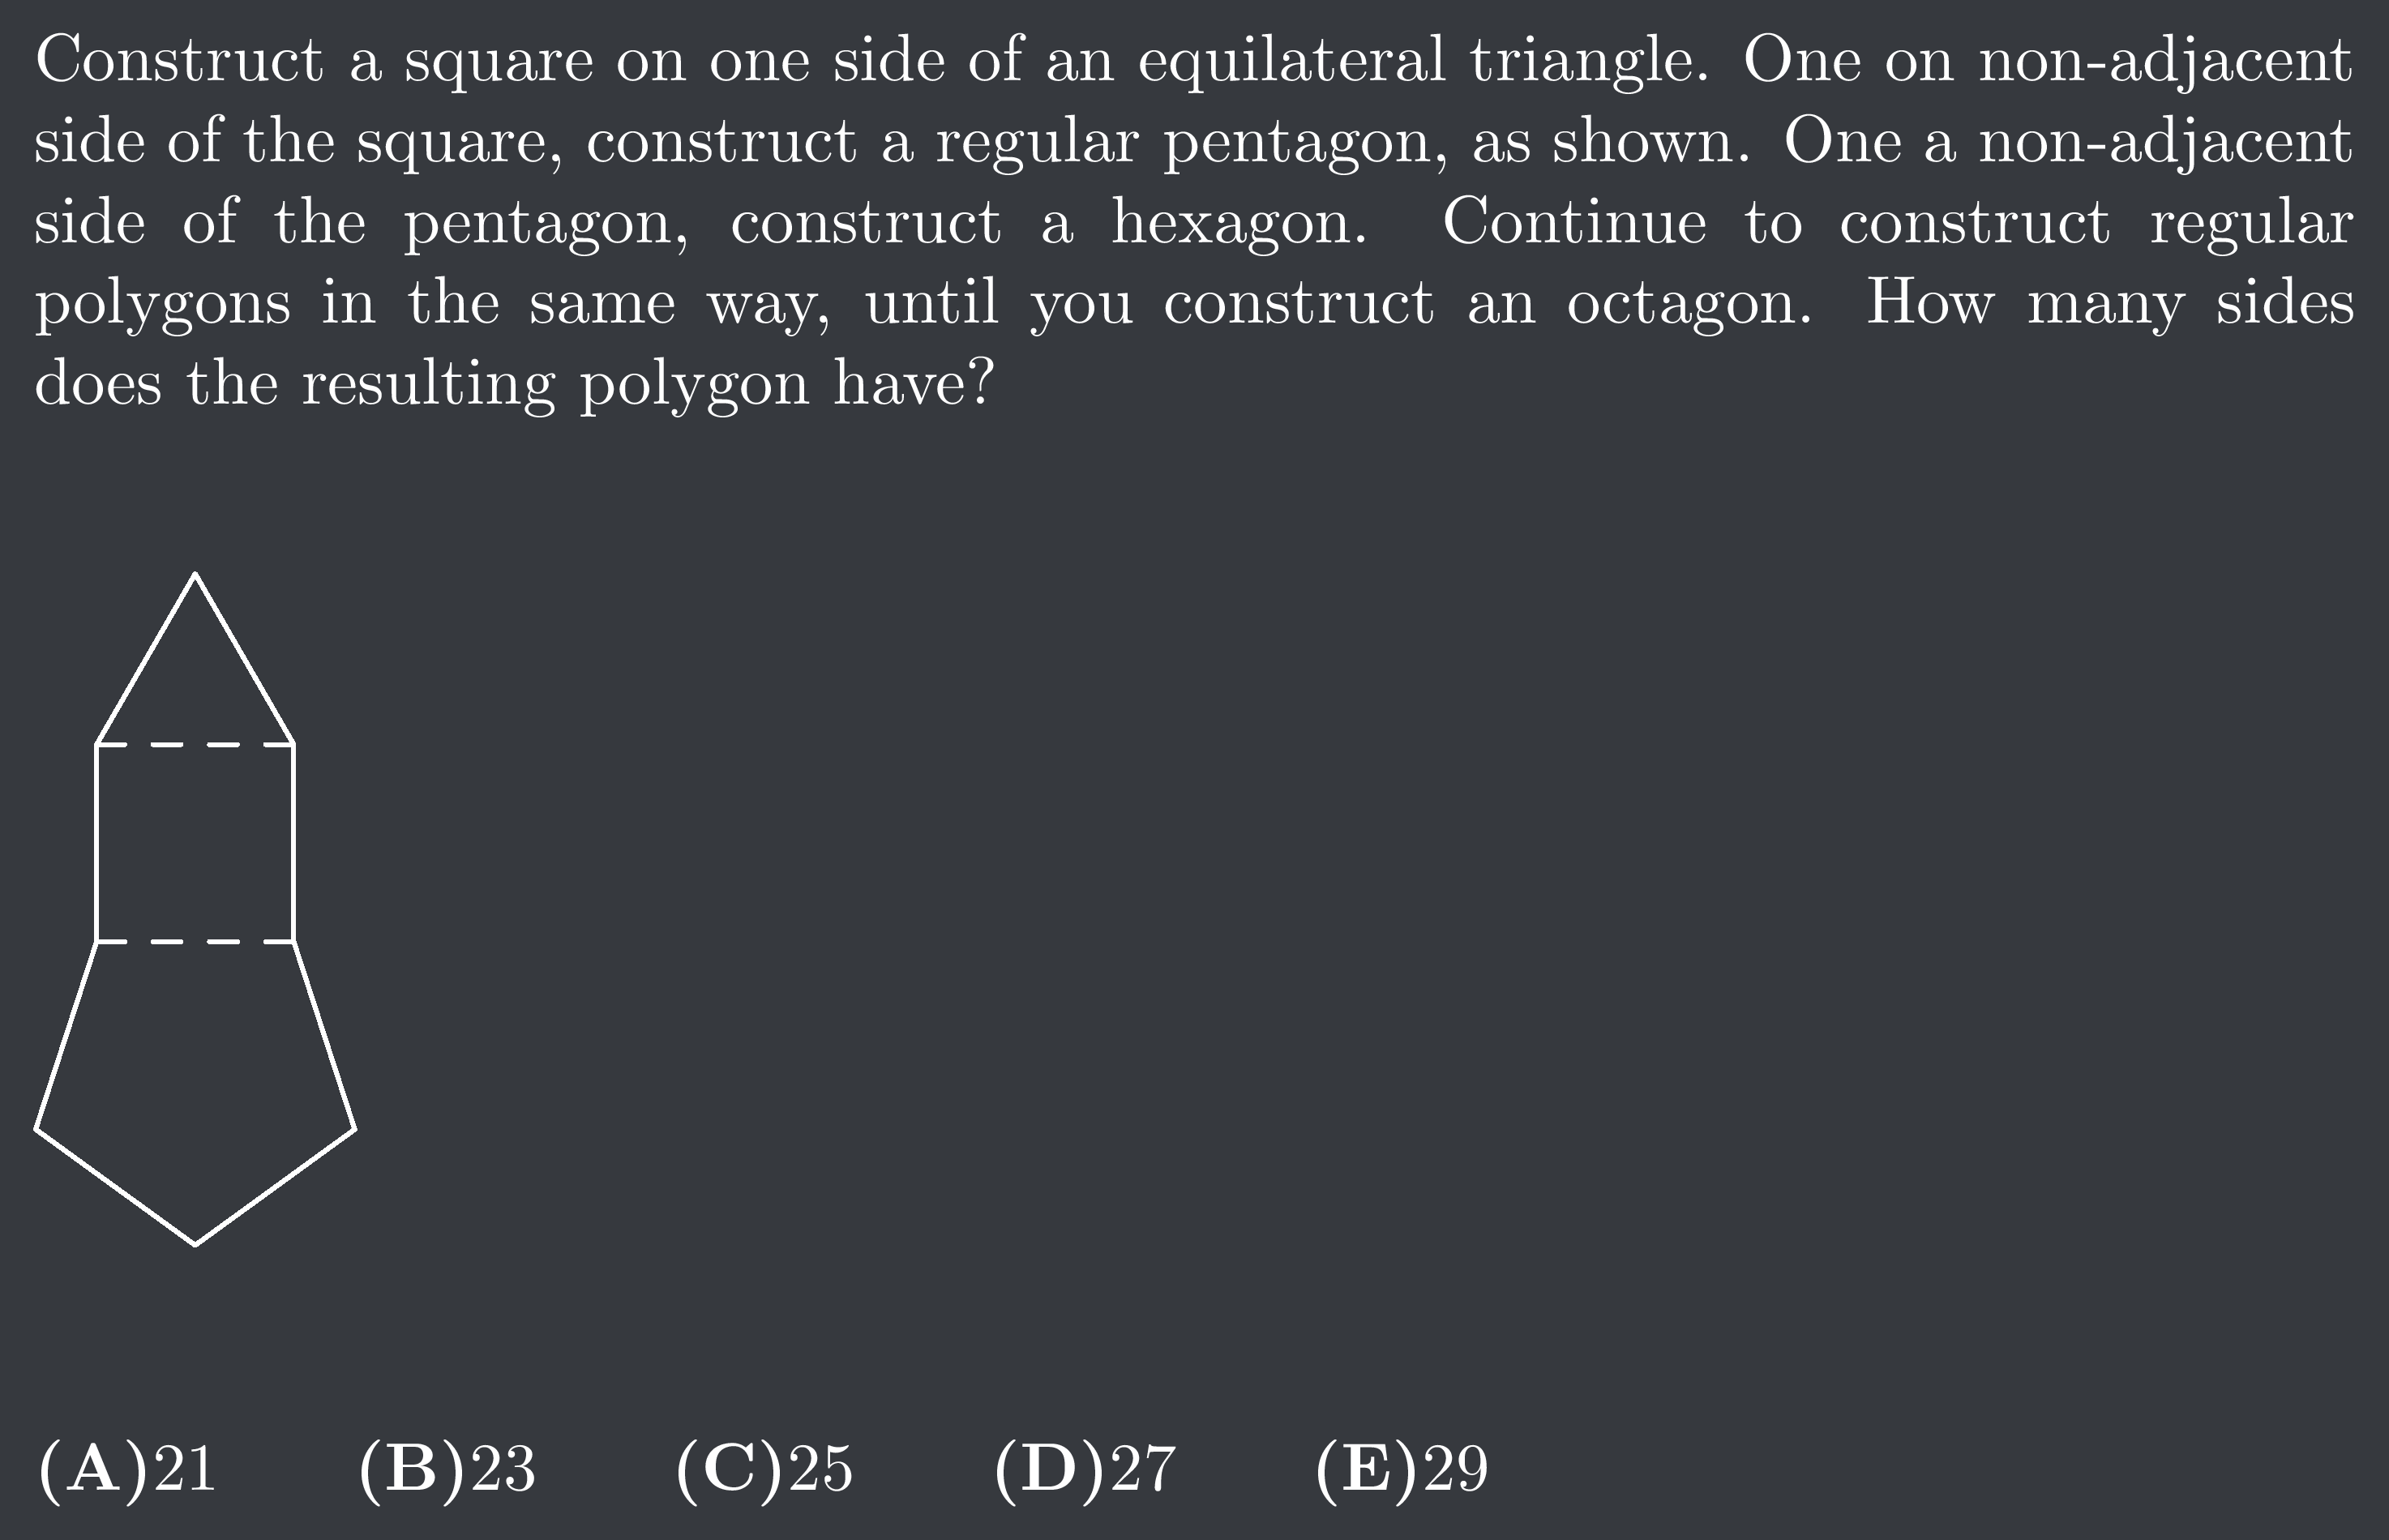 Construct a square on one side of an equilateral triangle. One on non-adjacent
side of the square, construct a regular pentagon, as shown. One a non-adjacent
side of the pentagon, construct a hexagon. Continue to construct regular
polygons in the same way, until you construct an octagon. How many sides
does the resulting polygon have?
(A)21 (B)23 (C)25 (D)27 (E)29